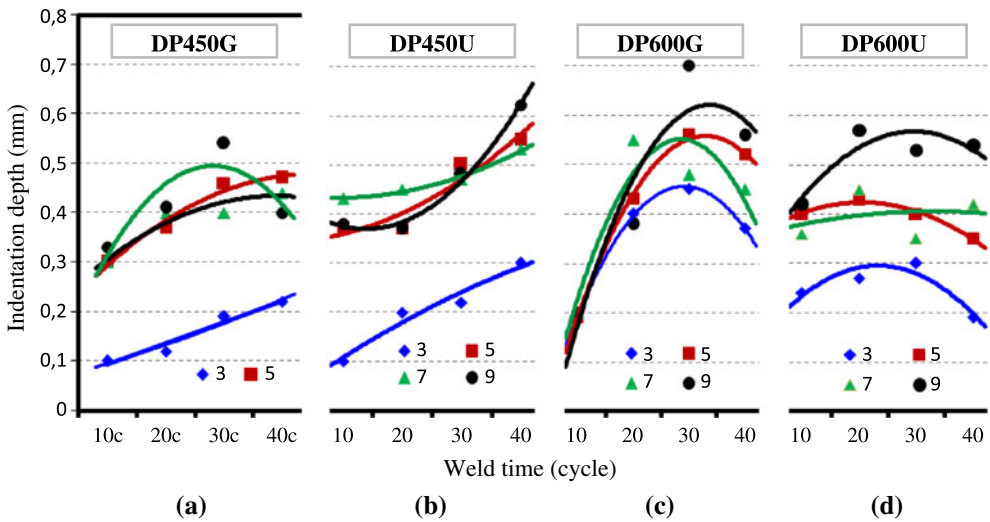 Indentation depth (mm)
0,8
0,7
0,6
0,5
0,4
0,3
0,2
0,1
0
DP450G
3 5
10c 20c 30c 40c
DP450U
3 5
7 9
10 20 30 40
DP600G
3 5
7 9
10 20 30 40
DP600U
3 5
7 9
10 20 30 40
Weld time (cycle)
(a) (b) (c) (d)